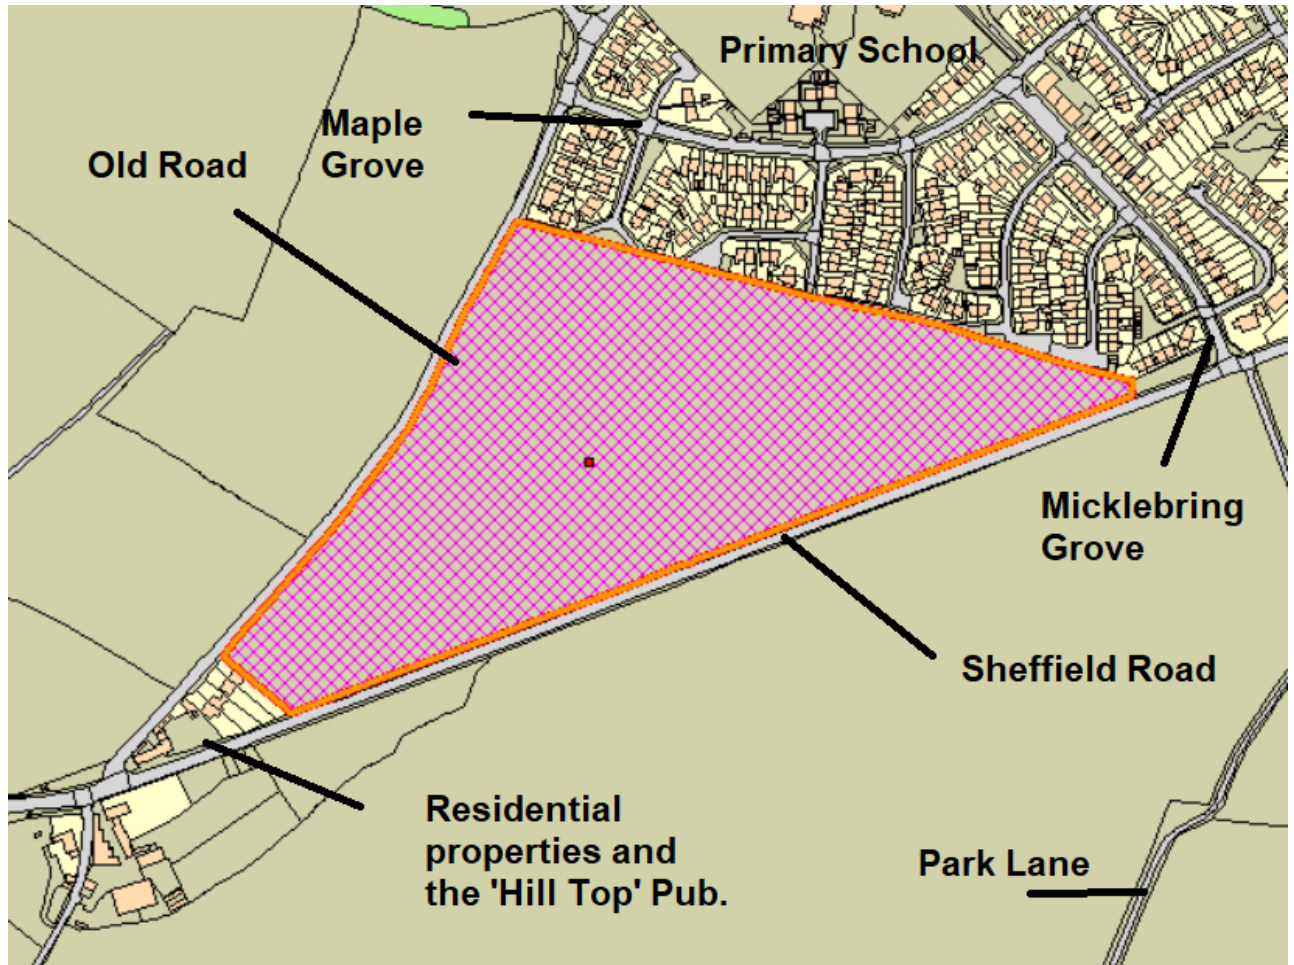 Primary School
Maple
Grove
Old Road
Micklebring
Grove
Sheffield Road
Residential
properties and
the 'Hill Top' Pub.
Park Lane